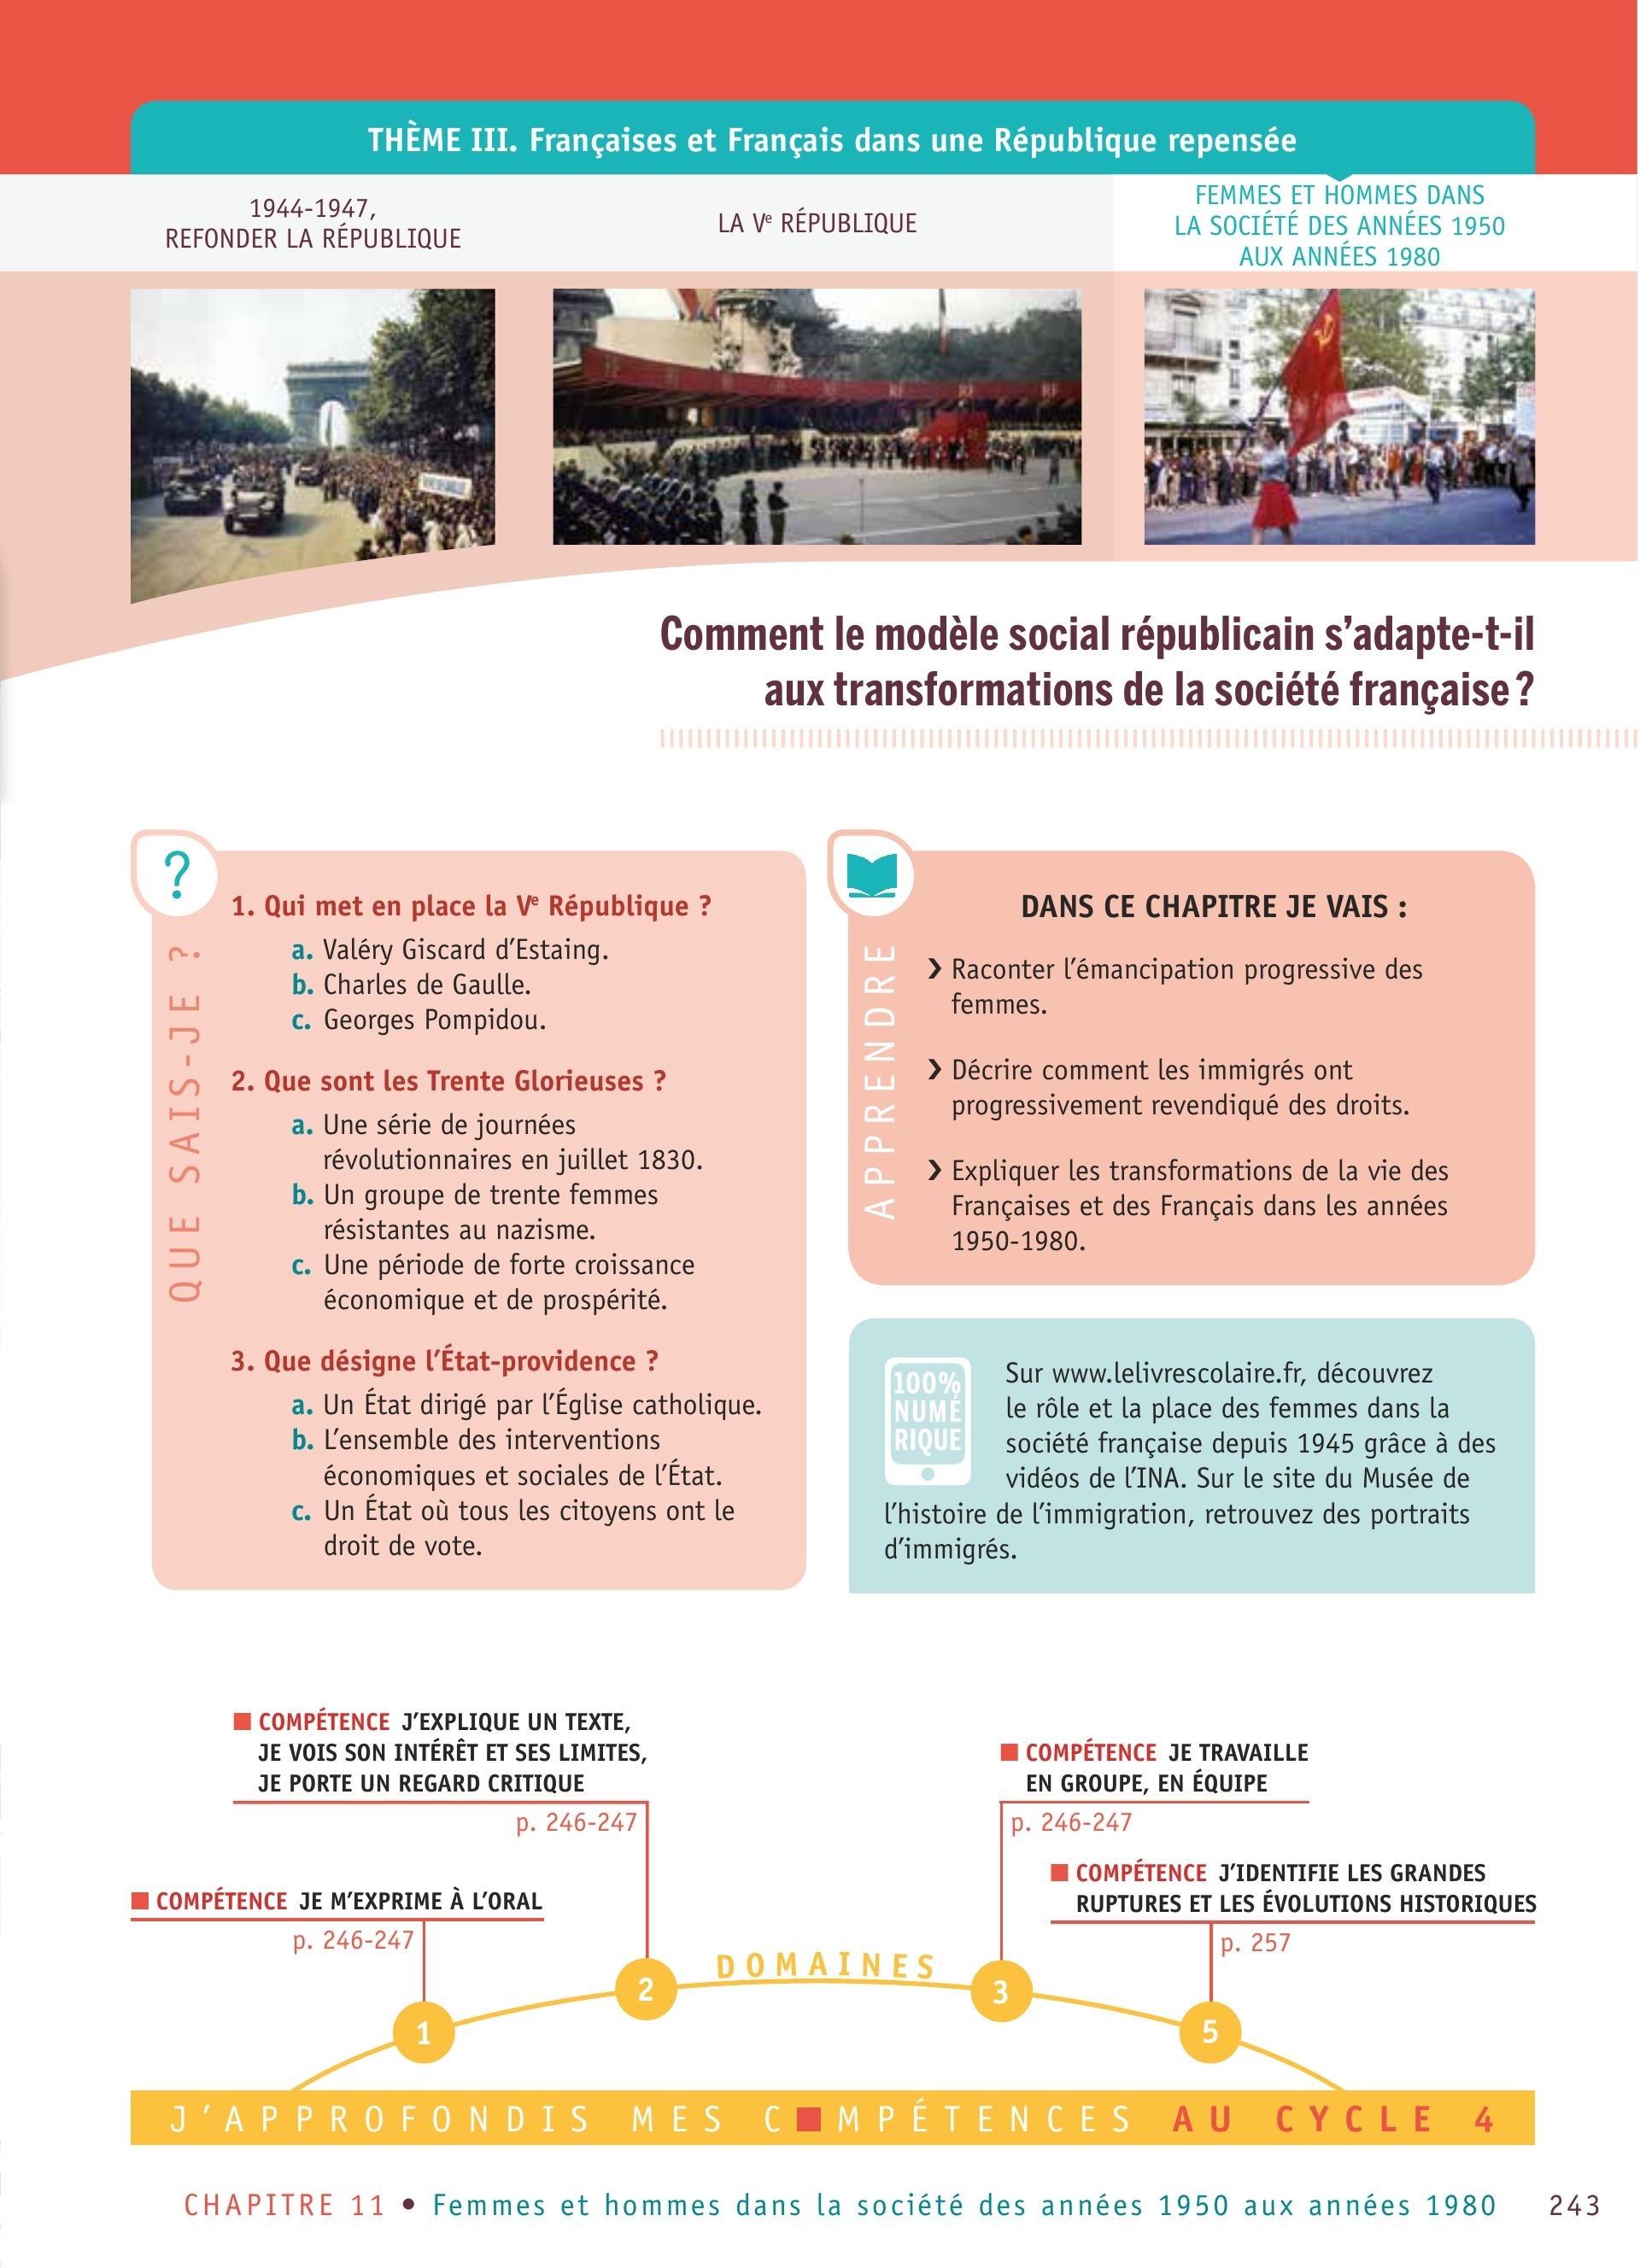 THÈME III. Françaises et Français dans une République repensée
1944-1947,
REFONDER LA RÉPUBLIQUE
LA Vᵉ RÉPUBLIQUE
FEMMES ET HOMMES DANS
LA SOCIÉTÉ DES ANNÉES 1950
AUX ANNÉES 1980
Comment le modèle social républicain s’adapte-t-il
aux transformations de la société française ?
?
QUE SAIS-JE ?
1. Qui met en place la Vᵉ République ?
a. Valéry Giscard d’Estaing.
b. Charles de Gaulle.
c. Georges Pompidou.
2. Que sont les Trente Glorieuses ?
a. Une série de journées
révolutionnaires en juillet 1830.
b. Un groupe de trente femmes
résistantes au nazisme.
c. Une période de forte croissance
économique et de prospérité.
3. Que désigne l’État-providence ?
a. Un État dirigé par l’Église catholique.
b. L’ensemble des interventions
économiques et sociales de l’État.
c. Un État où tous les citoyens ont le
droit de vote.
APPRENDRE
DANS CE CHAPITRE JE VAIS :
❯ Raconter l’émancipation progressive des
femmes.
❯ Décrire comment les immigrés ont
progressivement revendiqué des droits.
❯ Expliquer les transformations de la vie des
Françaises et des Français dans les années
1950-1980.
100%
NUMÉ
RIQUE
Sur www.lelivrescolaire.fr, découvrez
le rôle et la place des femmes dans la
société française depuis 1945 grâce à des
vidéos de l’INA. Sur le site du Musée de
l’histoire de l’immigration, retrouvez des portraits
d’immigrés.
■ COMPÉTENCE J’EXPLIQUE UN TEXTE,
JE VOIS SON INTÉRÊT ET SES LIMITES,
JE PORTE UN REGARD CRITIQUE
p. 246-247
■ COMPÉTENCE JE TRAVAILLE
EN GROUPE, EN ÉQUIPE
p. 246-247
■ COMPÉTENCE JE M’EXPRIME À L’ORAL
p. 246-247
■ COMPÉTENCE J’IDENTIFIE LES GRANDES
RUPTURES ET LES ÉVOLUTIONS HISTORIQUES
p. 257
DOMAINES
1
2
3
5
J’APPROFONDIS MES C■MPÉTENCES AU CYCLE 4
CHAPITRE 11 • Femmes et hommes dans la société des années 1950 aux années 1980 243